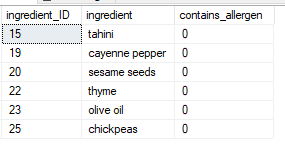 ingredient_ID ingredient contains_allergen
15 tahini 0
19 cayenne pepper 0
20 sesame seeds 0
22 thyme 0
23 olive oil 0
25 chickpeas 0